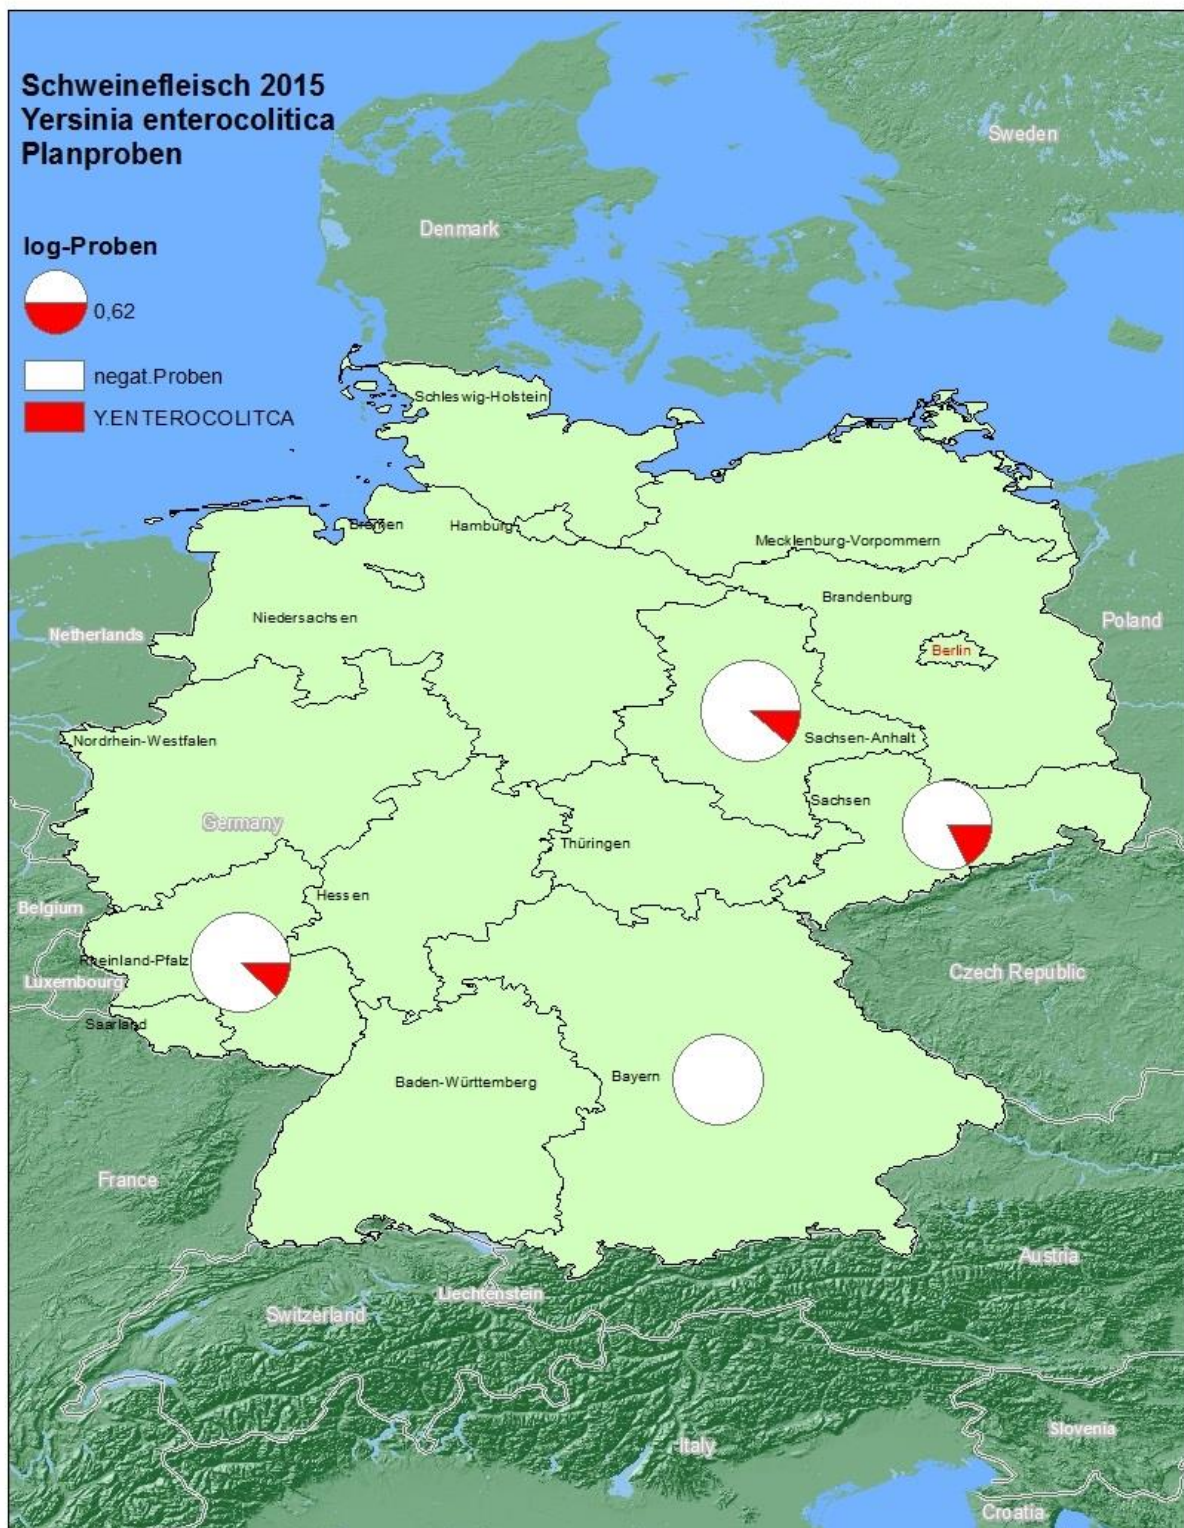 Schweinefleisch 2015
Yersinia enterocolitica
Planproben
Sweden
Denmark
log-Proben
0,62
negat.Proben
Y.ENTEROCOLITCA
Schleswig-Holstein
Bremen
Hamburg
Mecklenburg-Vorpommern
Brandenburg
Niedersachsen
Netherlands
Poland
Berlin
Nordrhein-Westfalen
Sachsen-Anhalt
Sachsen
Germany
Thüringen
Hessen
Belgium
Rheinland-Pfalz
Luxembourg
Czech Republic
Saarland
Bayern
Baden-Württemberg
France
Austria
Liechtenstein
Switzerland
Italy
Slovenia
Croatia